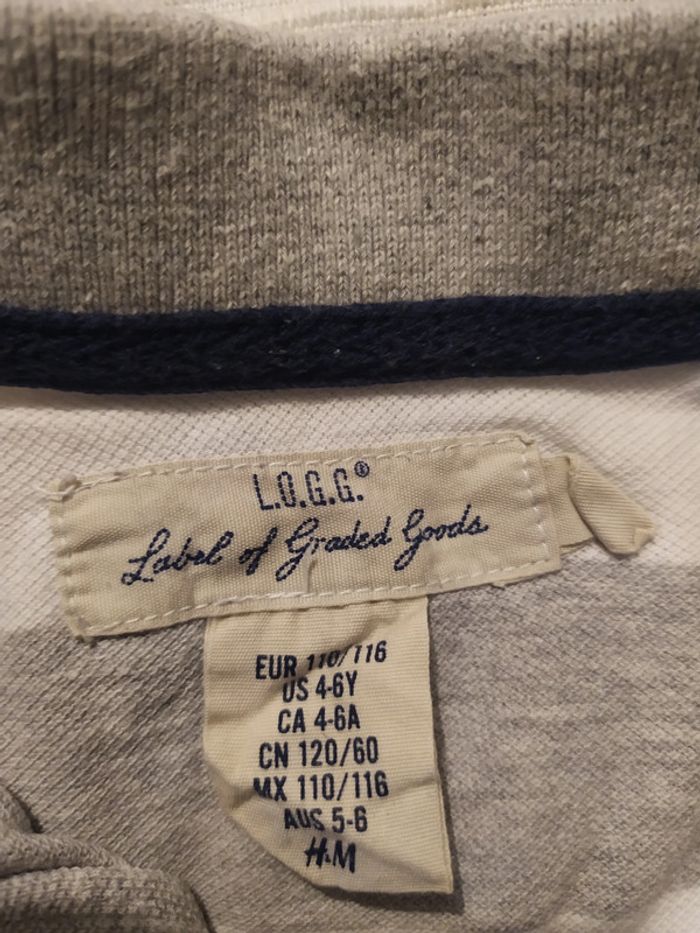 L.O.G.G.®
Label of Graded Goods
EUR 110/116
US 4-6Y
CA 4-6A
CN 120/60
MX 110/116
AUS 5-6
H&M